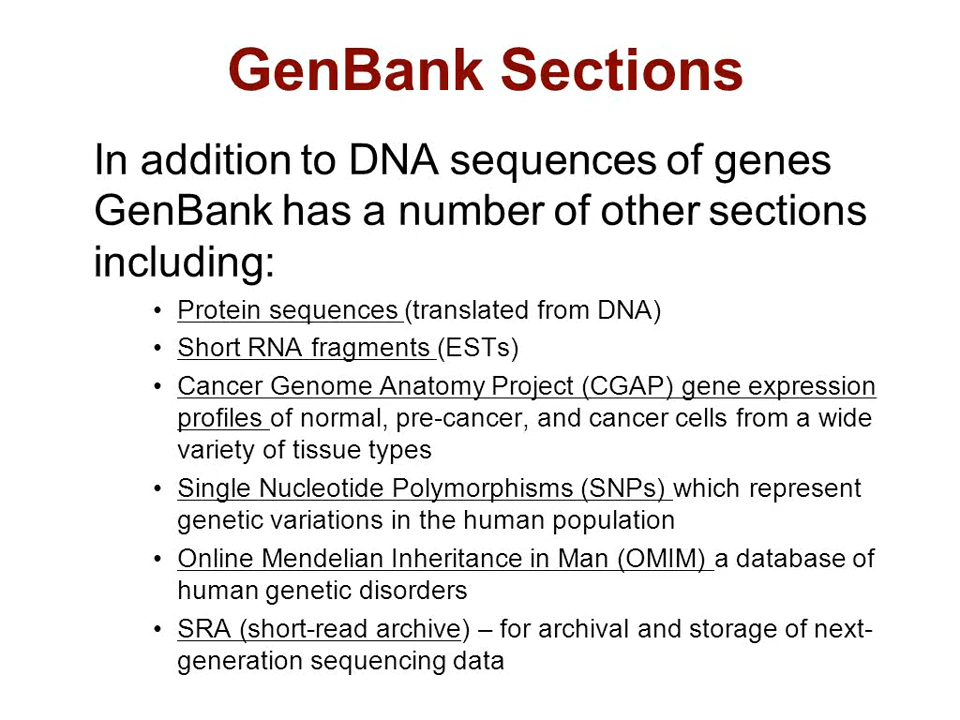 GenBank Sections
In addition to DNA sequences of genes
GenBank has a number of other sections
including:
• Protein sequences (translated from DNA)
• Short RNA fragments (ESTs)
• Cancer Genome Anatomy Project (CGAP) gene expression
profiles of normal, pre-cancer, and cancer cells from a wide
variety of tissue types
• Single Nucleotide Polymorphisms (SNPs) which represent
genetic variations in the human population
• Online Mendelian Inheritance in Man (OMIM) a database of
human genetic disorders
• SRA (short-read archive) – for archival and storage of next-
generation sequencing data